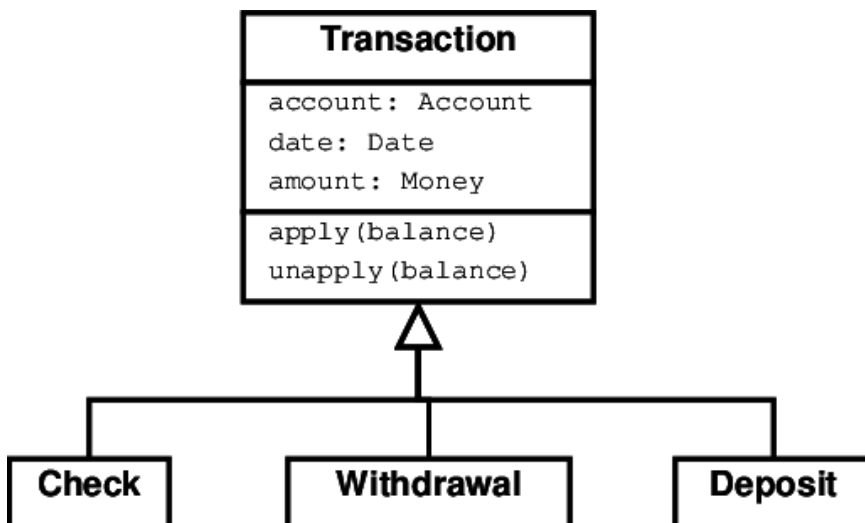 Transaction
account: Account
date: Date
amount: Money
apply(balance)
unapply(balance)
Check
Withdrawal
Deposit